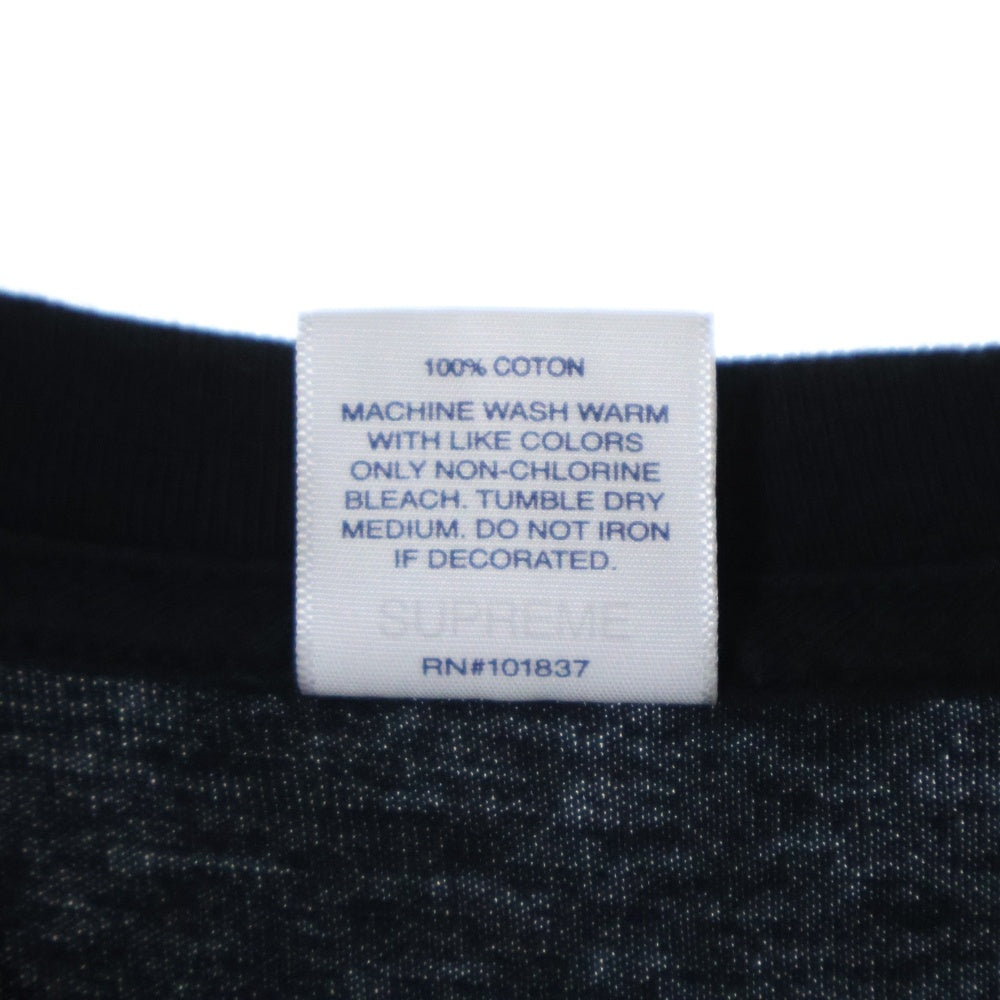 100% COTON
MACHINE WASH WARM
WITH LIKE COLORS
ONLY NON-CHLORINE
BLEACH. TUMBLE DRY
MEDIUM. DO NOT IRON
IF DECORATED.
SUPREME
RN#101837